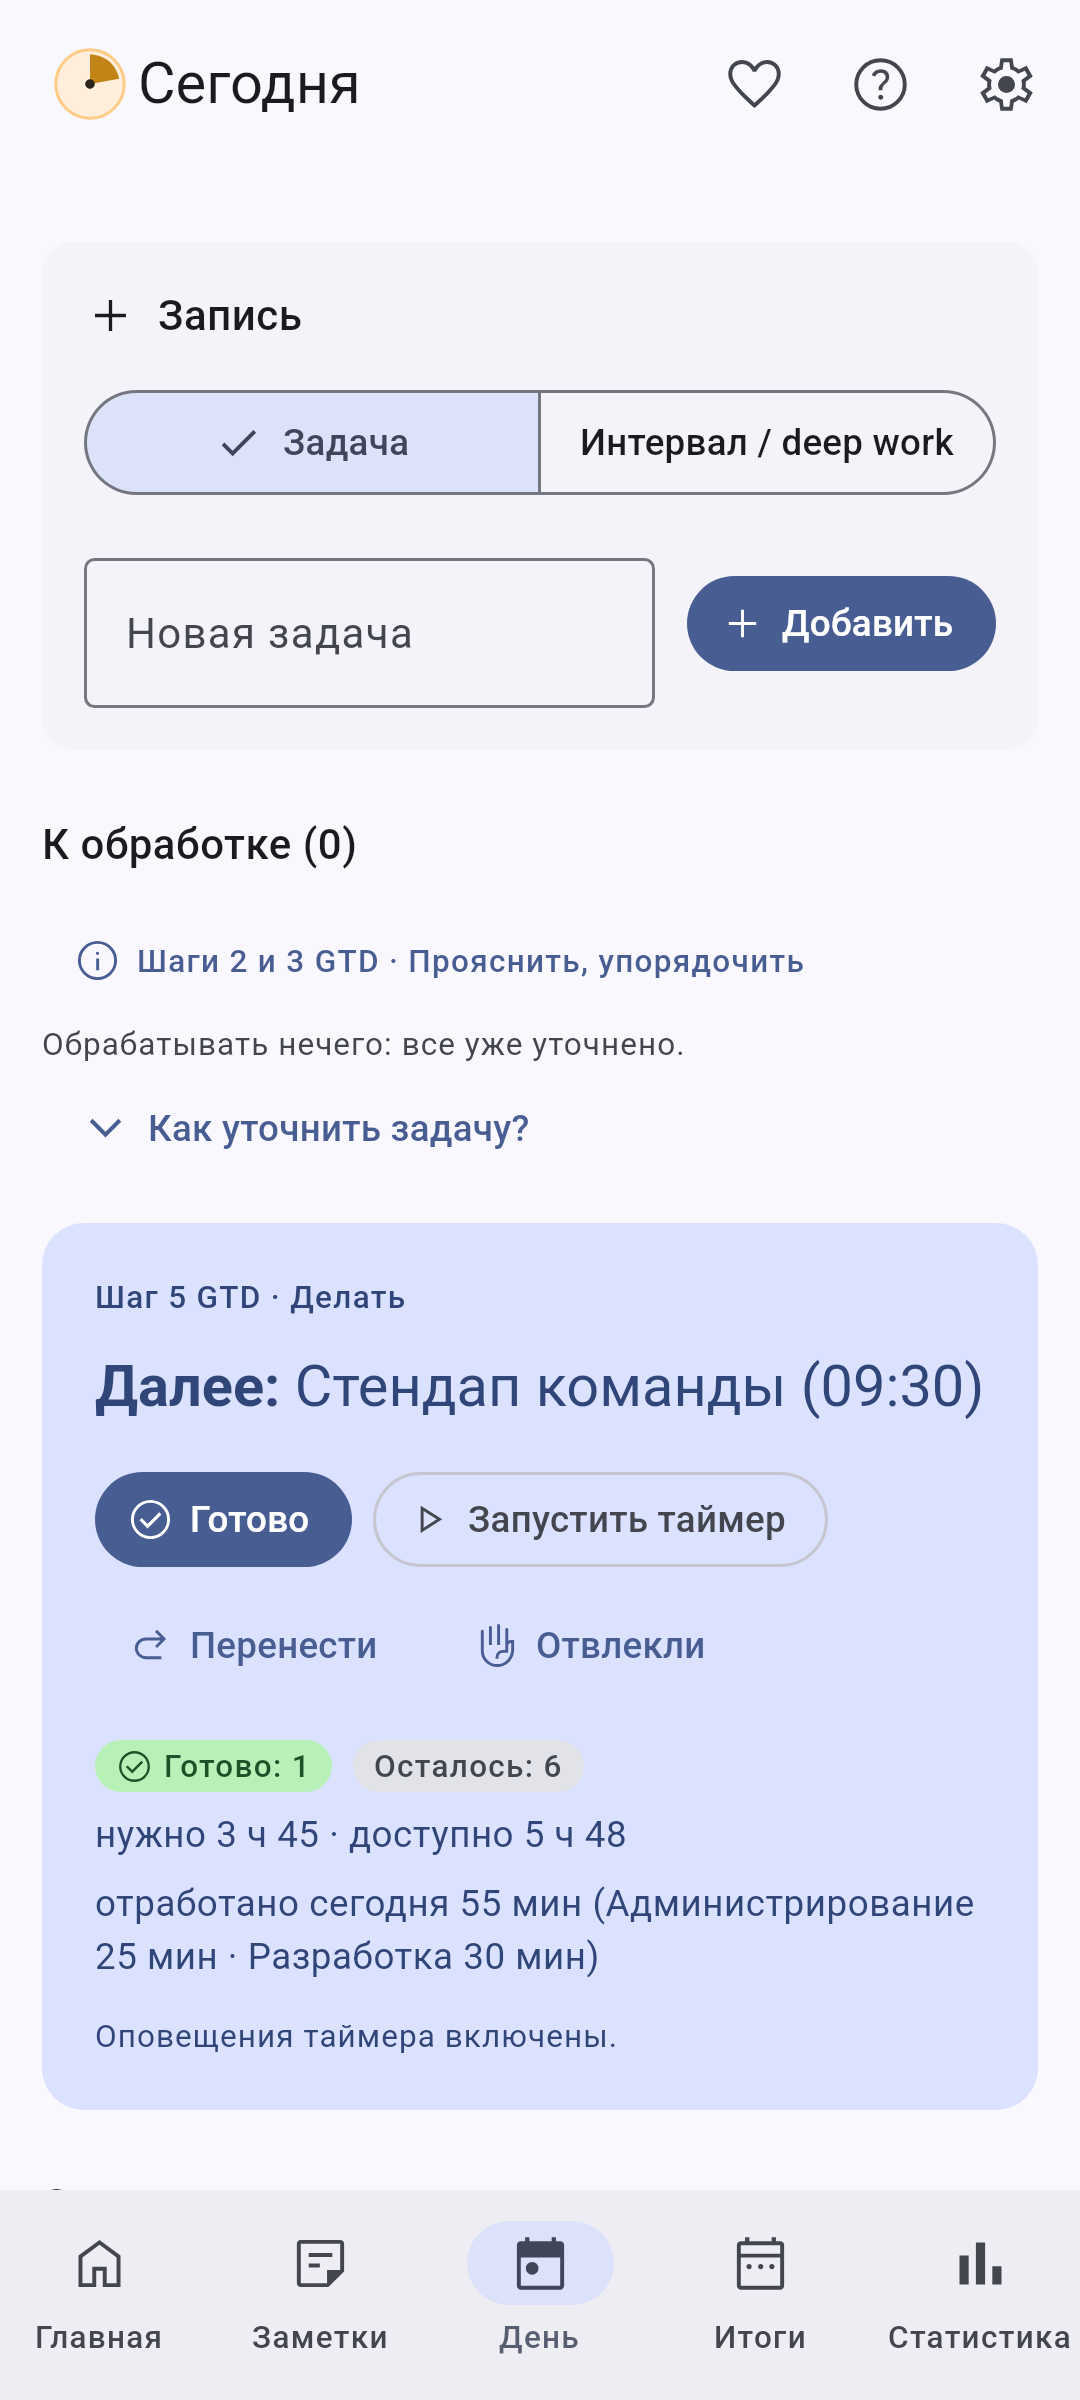 Сегодня
Запись
Задача
Интервал / deep work
Новая задача
Добавить
К обработке (0)
Шаги 2 и 3 GTD · Прояснить, упорядочить
Обрабатывать нечего: все уже уточнено.
Как уточнить задачу?
Шаг 5 GTD · Делать
Далее: Стендап команды (09:30)
Готово
Запустить таймер
Перенести
Отвлекли
Готово: 1
Осталось: 6
нужно 3 ч 45 · доступно 5 ч 48
отработано сегодня 55 мин (Администрирование
25 мин · Разработка 30 мин)
Оповещения таймера включены.
Главная
Заметки
День
Итоги
Статистика